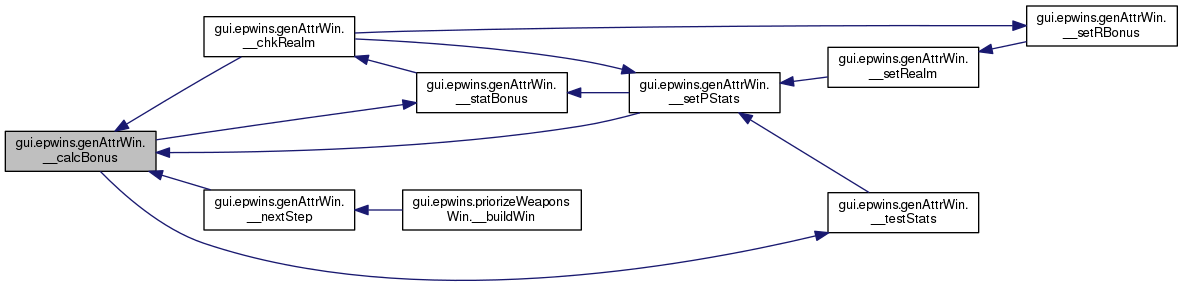 gui.epwins.genAttrWin.
__chkRealm
gui.epwins.genAttrWin.
__setRBonus
gui.epwins.genAttrWin.
__setRealm
gui.epwins.genAttrWin.
__statBonus
gui.epwins.genAttrWin.
__setPStats
gui.epwins.genAttrWin.
__calcBonus
gui.epwins.genAttrWin.
__nextStep
gui.epwins.priorizeWeapons
Win.__buildWin
gui.epwins.genAttrWin.
__testStats